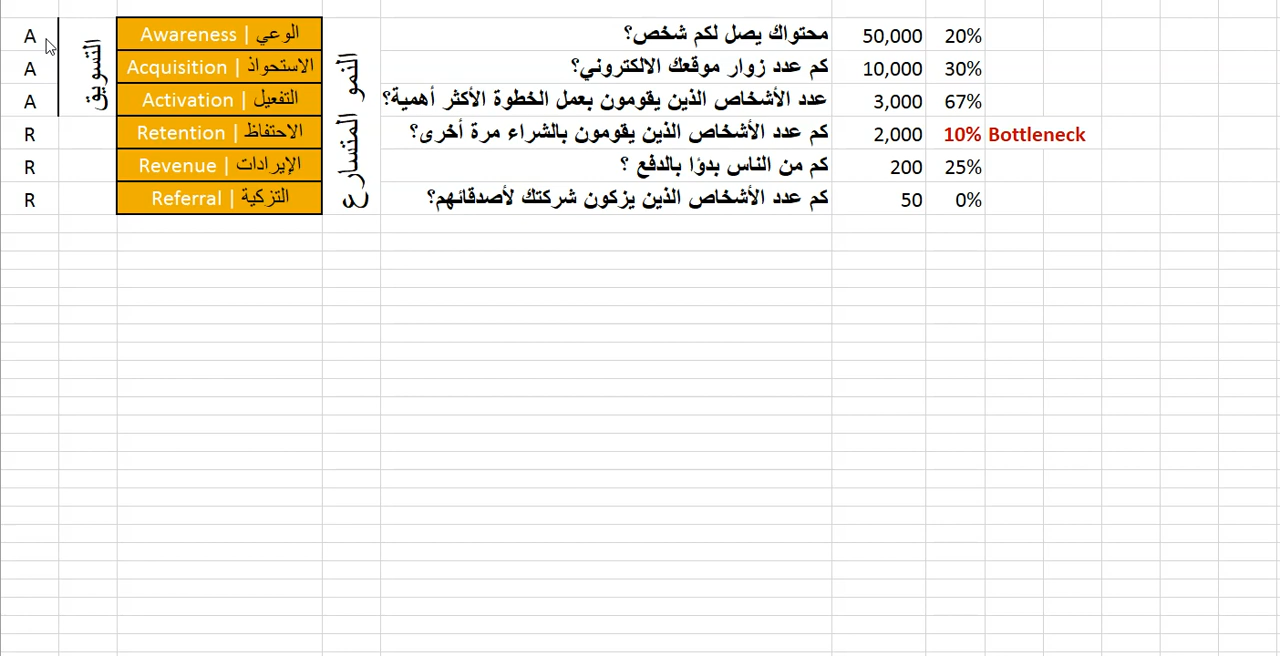 A
A
A
R
R
R
التسويق
Awareness | الوعي
Acquisition | الاستحواذ
Activation | التفعيل
Retention | الاحتفاظ
Revenue | الإيرادات
Referral | التزكية
النمو المتسارع
محتواك يصل لكم شخص؟ 50,000 20%
كم عدد زوار موقعك الالكتروني؟ 10,000 30%
عدد الأشخاص الذين يقومون بعمل الخطوة الأكثر أهمية؟ 3,000 67%
كم عدد الأشخاص الذين يقومون بالشراء مرة أخرى؟ 2,000 10% Bottleneck
كم من الناس بدؤا بالدفع ؟ 200 25%
كم عدد الأشخاص الذين يزكون شركتك لأصدقائهم؟ 50 0%